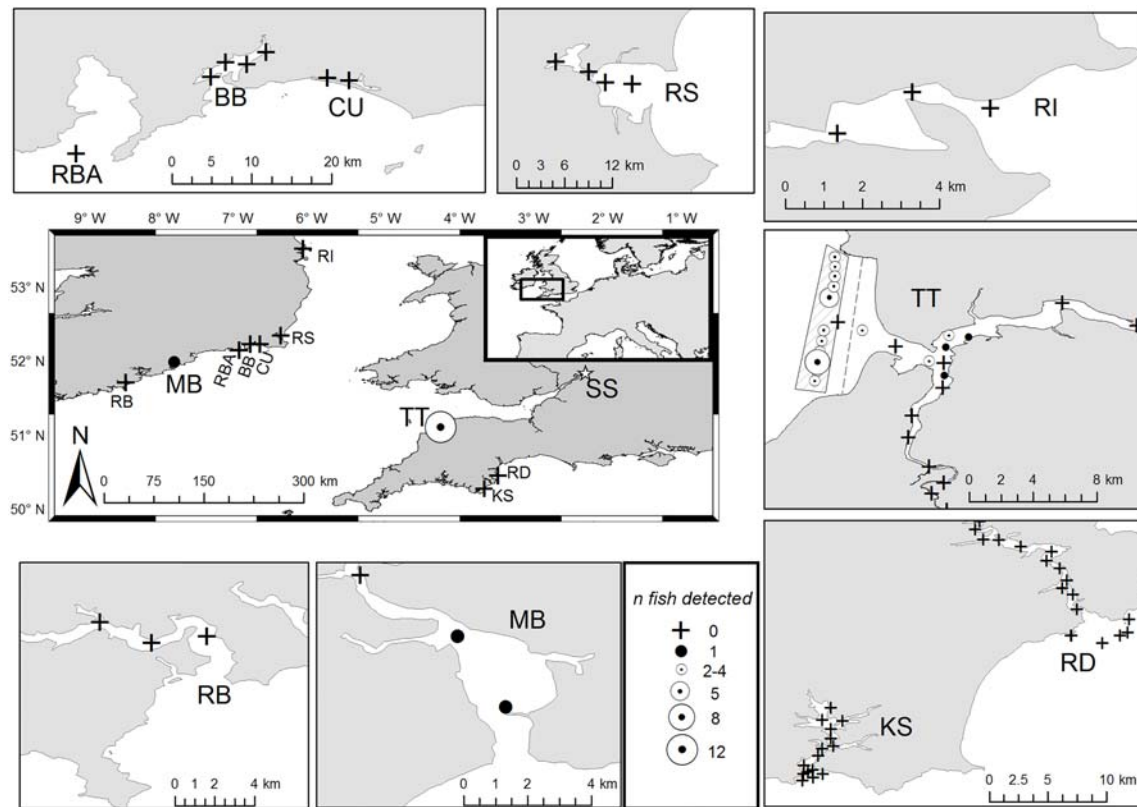 BB
CU
RBA
0 5 10 20 km
RS
0 3 6 12 km
RI
0 1 2 4 km
9° W 8° W 7° W 6° W 5° W 4° W 3° W 2° W 1° W
53° N
52° N
51° N
50° N
RI
RS
CU
BB
RBA
MB
RB
SS
TT
RD
KS
N
0 75 150 300 km
TT
0 2 4 8 km
RB
0 1 2 4 km
MB
0 1 2 4 km
n fish detected
0
1
2-4
5
8
12
RD
KS
0 2.5 5 10 km